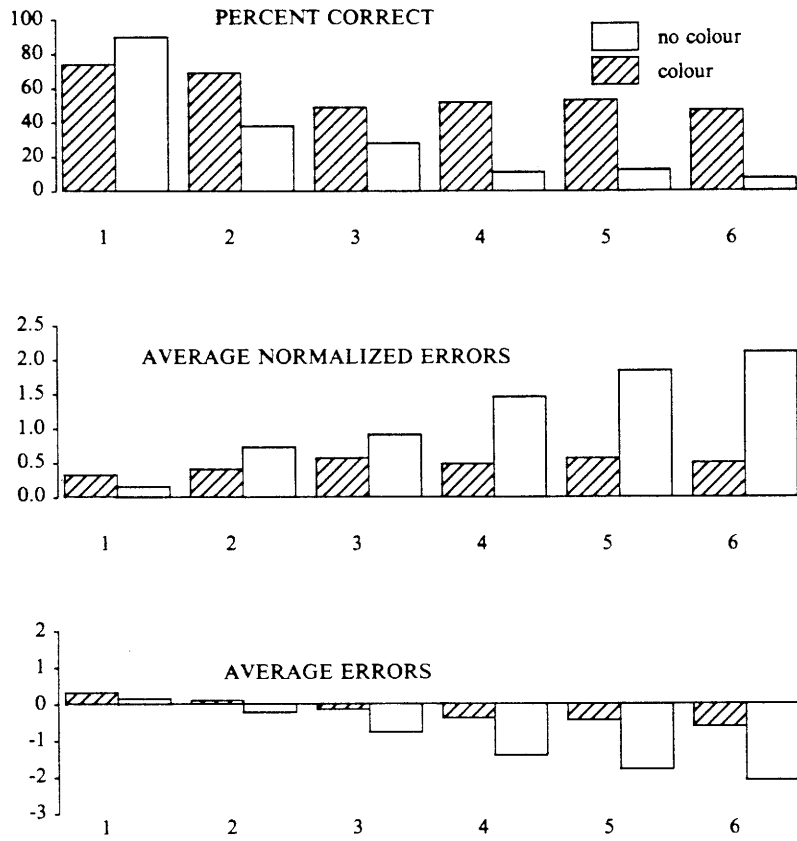 PERCENT CORRECT
no colour
colour
100
80
60
40
20
0
1 2 3 4 5 6
AVERAGE NORMALIZED ERRORS
2.5
2.0
1.5
1.0
0.5
0.0
1 2 3 4 5 6
AVERAGE ERRORS
2
1
0
-1
-2
-3
1 2 3 4 5 6